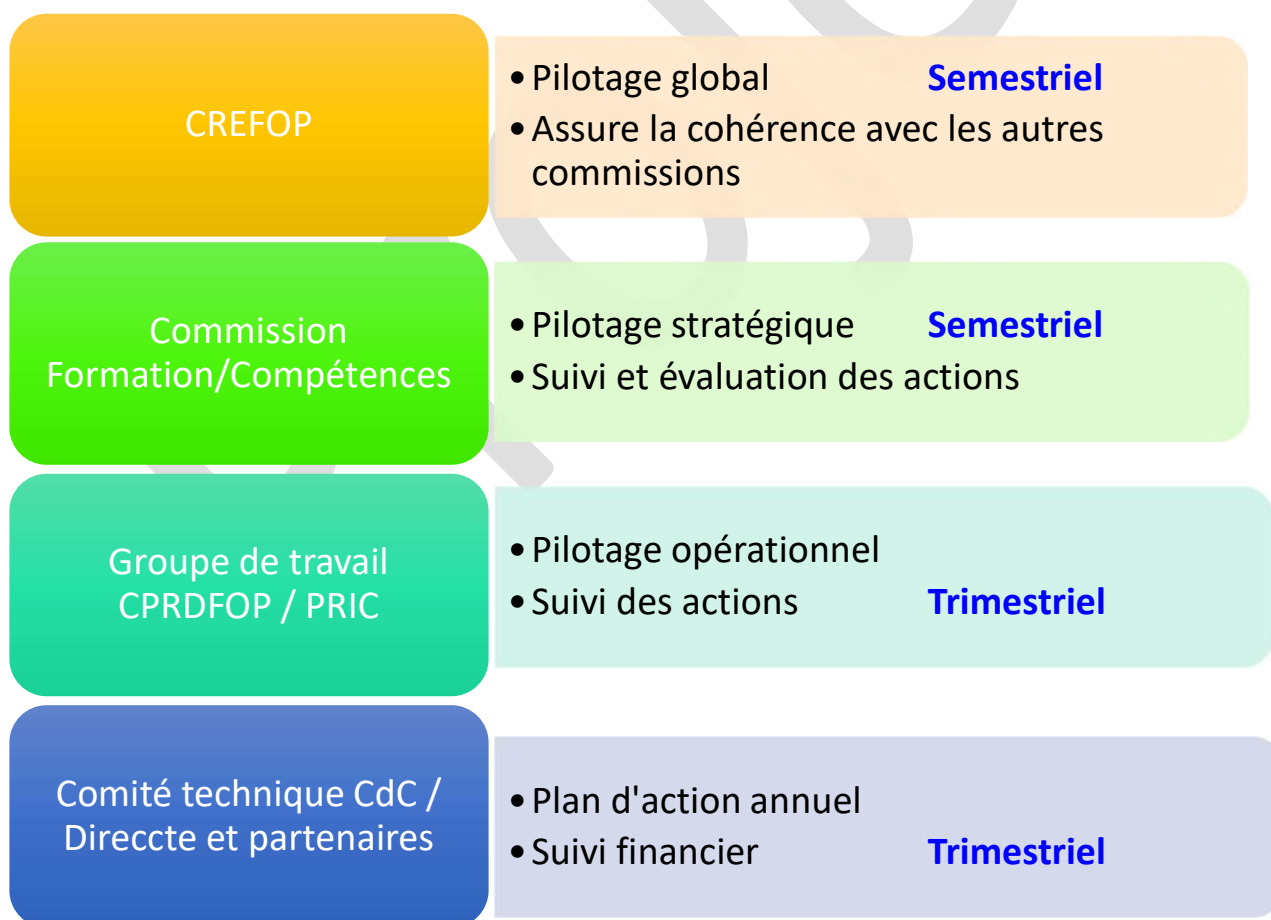 CREFOP
• Pilotage global Semestriel
• Assure la cohérence avec les autres
commissions
Commission
Formation/Compétences
• Pilotage stratégique Semestriel
• Suivi et évaluation des actions
Groupe de travail
CPRDFOP / PRIC
• Pilotage opérationnel
• Suivi des actions Trimestriel
Comité technique CdC /
Direccte et partenaires
• Plan d'action annuel
• Suivi financier Trimestriel